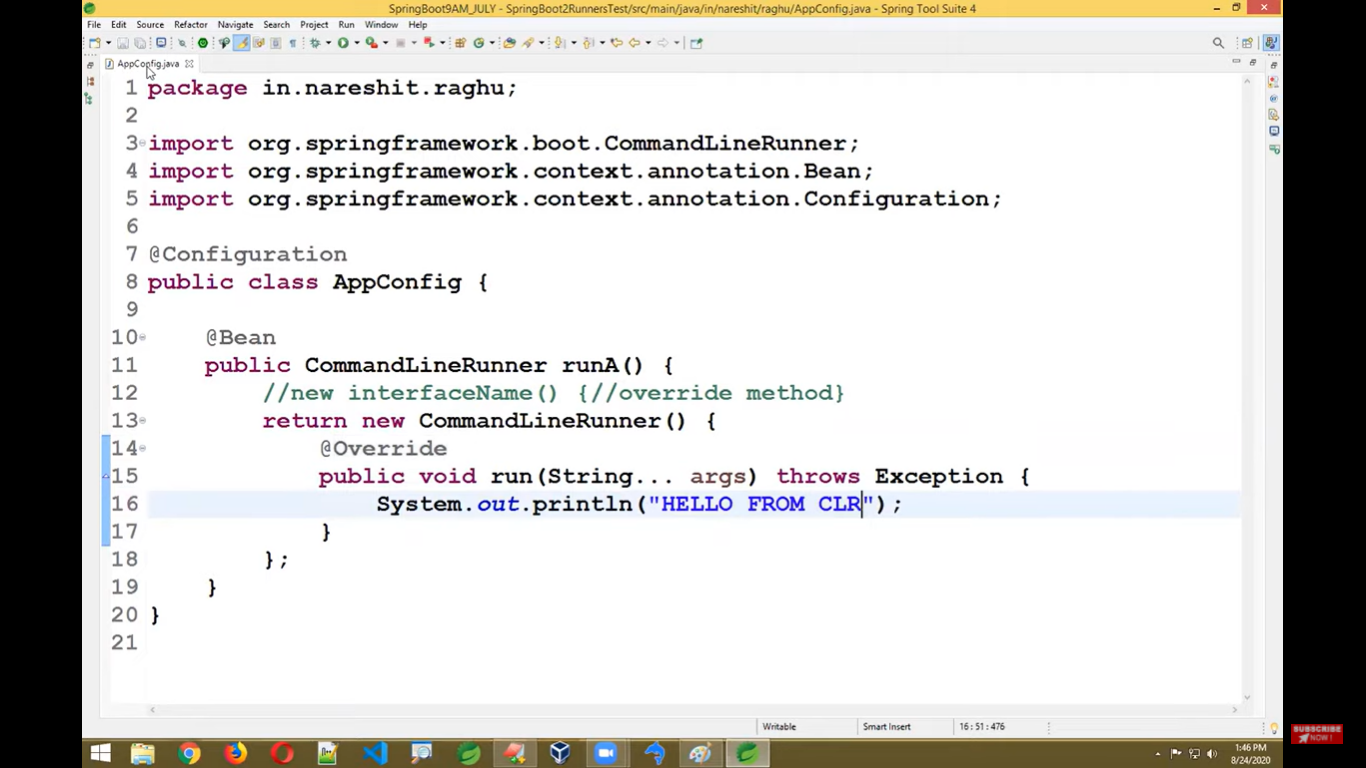 SpringBoot9AM_JULY - SpringBoot2RunnersTest/src/main/java/in/nareshit/raghu/AppConfig.java - Spring Tool Suite 4
File Edit Source Refactor Navigate Search Project Run Window Help
AppConfig.java
1 package in.nareshit.raghu;
2
3 import org.springframework.boot.CommandLineRunner;
4 import org.springframework.context.annotation.Bean;
5 import org.springframework.context.annotation.Configuration;
6
7 @Configuration
8 public class AppConfig {
9
10 @Bean
11 public CommandLineRunner runA() {
12 //new interfaceName() {//override method}
13 return new CommandLineRunner() {
14 @Override
15 public void run(String... args) throws Exception {
16 System.out.println("HELLO FROM CLR");
17 }
18 };
19 }
20 }
21
Writable Smart Insert 16:51:476
SUBSCRIBE
NOW!
1:46 PM
8/24/2020